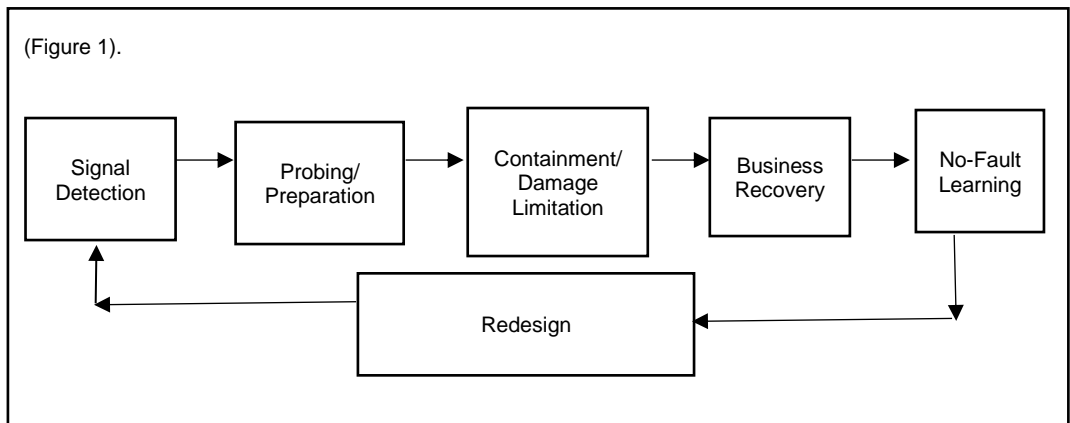 (Figure 1).
Signal
Detection
Probing/
Preparation
Containment/
Damage
Limitation
Business
Recovery
No-Fault
Learning
Redesign